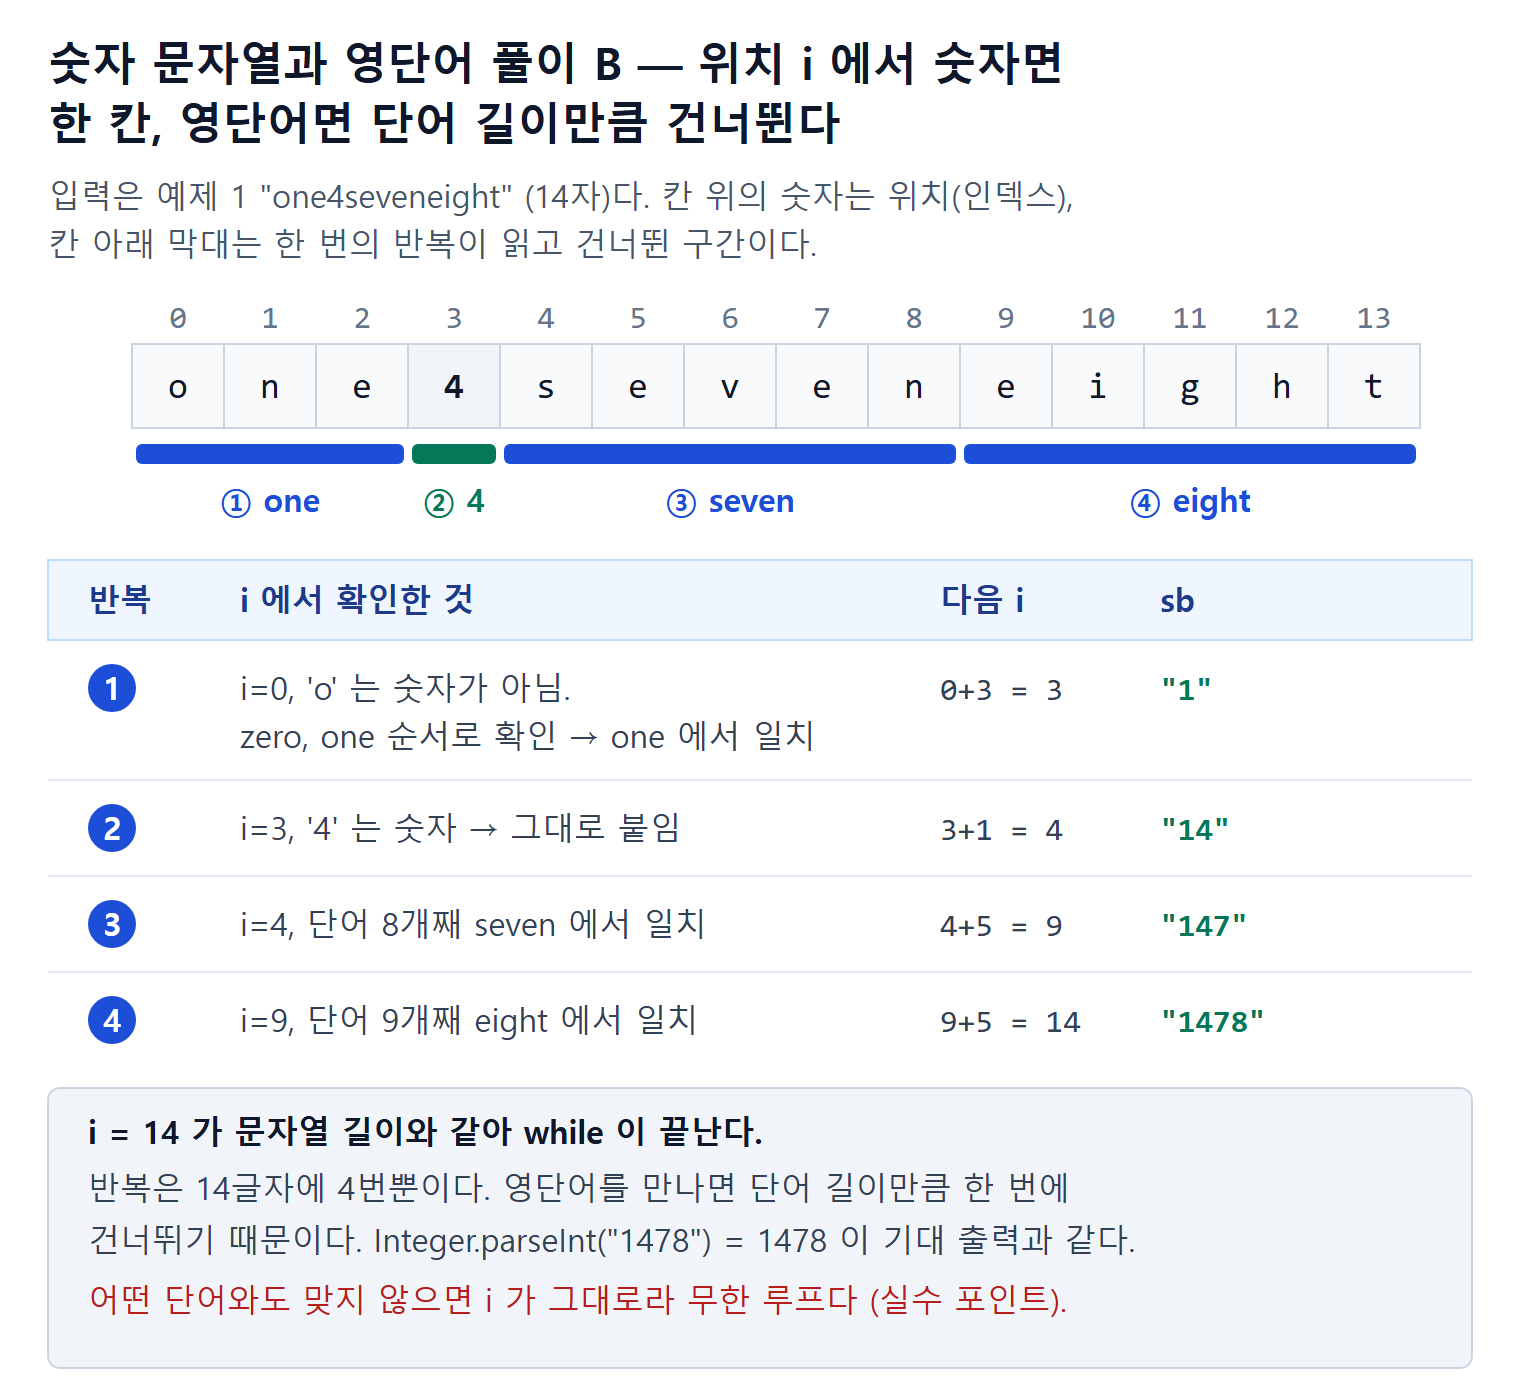 숫자 문자열과 영단어 풀이 B — 위치 i 에서 숫자면
한 칸, 영단어면 단어 길이만큼 건너뛴다
입력은 예제 1 "one4seveneight" (14자)다. 칸 위의 숫자는 위치(인덱스),
칸 아래 막대는 한 번의 반복이 읽고 건너뛴 구간이다.
0 1 2 3 4 5 6 7 8 9 10 11 12 13
o n e 4 s e v e n e i g h t
① one ② 4 ③ seven ④ eight
반복 i 에서 확인한 것 다음 i sb
1 i=0, 'o' 는 숫자가 아님. 0+3 = 3 "1"
zero, one 순서로 확인 → one 에서 일치
2 i=3, '4' 는 숫자 → 그대로 붙임 3+1 = 4 "14"
3 i=4, 단어 8개째 seven 에서 일치 4+5 = 9 "147"
4 i=9, 단어 9개째 eight 에서 일치 9+5 = 14 "1478"
i = 14 가 문자열 길이와 같아 while 이 끝난다.
반복은 14글자에 4번뿐이다. 영단어를 만나면 단어 길이만큼 한 번에
건너뛰기 때문이다. Integer.parseInt("1478") = 1478 이 기대 출력과 같다.
어떤 단어와도 맞지 않으면 i 가 그대로라 무한 루프다 (실수 포인트).